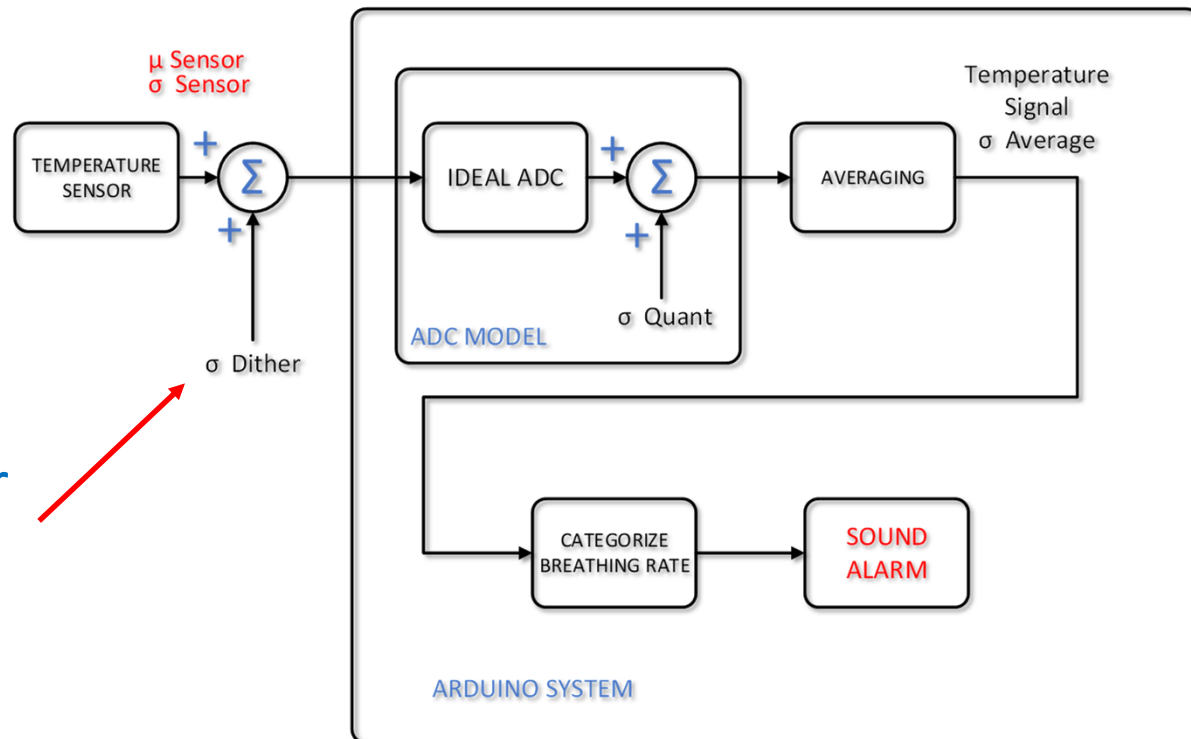 μ Sensor
σ Sensor
Temperature
Signal
σ Average
TEMPERATURE
SENSOR
+
Σ
+
IDEAL ADC
+
Σ
+
AVERAGING
σ Quant
ADC MODEL
σ Dither
r
CATEGORIZE
BREATHING RATE
SOUND
ALARM
ARDUINO SYSTEM